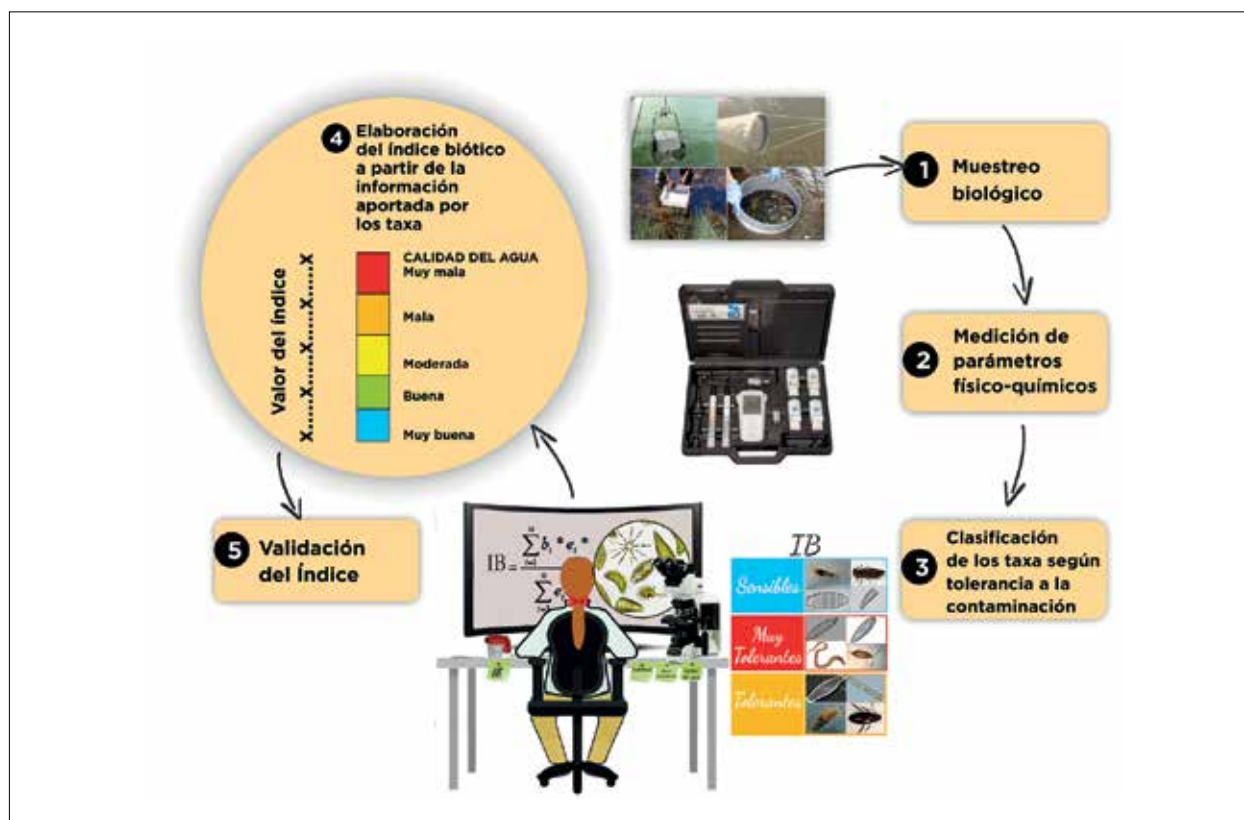 1
Muestreo
biológico
2
Medición de
parámetros
físico-químicos
3
Clasificación
de los taxa según
tolerancia a la
contaminación
IB
Sensibles
Muy
Tolerantes
Tolerantes
4
Elaboración
del índice biótico
a partir de la
información
aportada por
los taxa
Valor del índice
X.....X.....X.....X.....X
CALIDAD DEL AGUA
Muy mala
Mala
Moderada
Buena
Muy buena
5
Validación
del Índice
IB=